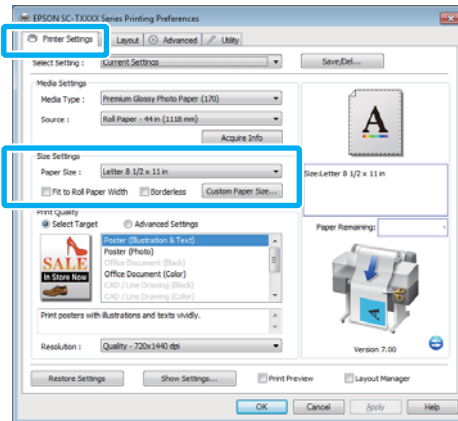 EPSON SC-TXXXX Series Printing Preferences
Printer Settings Layout Advanced Utility
Select Setting : Current Settings Save/Del...
Media Settings
Media Type : Premium Glossy Photo Paper (170)
Source : Roll Paper - 44 in (1118 mm)
Acquire Info
A
Size Settings
Paper Size : Letter 8 1/2 x 11 in
Size:Letter 8 1/2 x 11 in
Fit to Roll Paper Width Borderless Custom Paper Size...
Print Quality
Select Target Advanced Settings
Paper Remaining:
SALE
In Store Now
Poster (Illustration & Text)
Poster (Photo)
Office Document (Black)
Office Document (Color)
CAD / Line Drawing (Black)
CAD / Line Drawing (Color)
Print posters with illustrations and texts vividly.
Resolution : Quality - 720x1440 dpi
Version 7.00
Restore Settings Show Settings... Print Preview Layout Manager
OK Cancel Apply Help